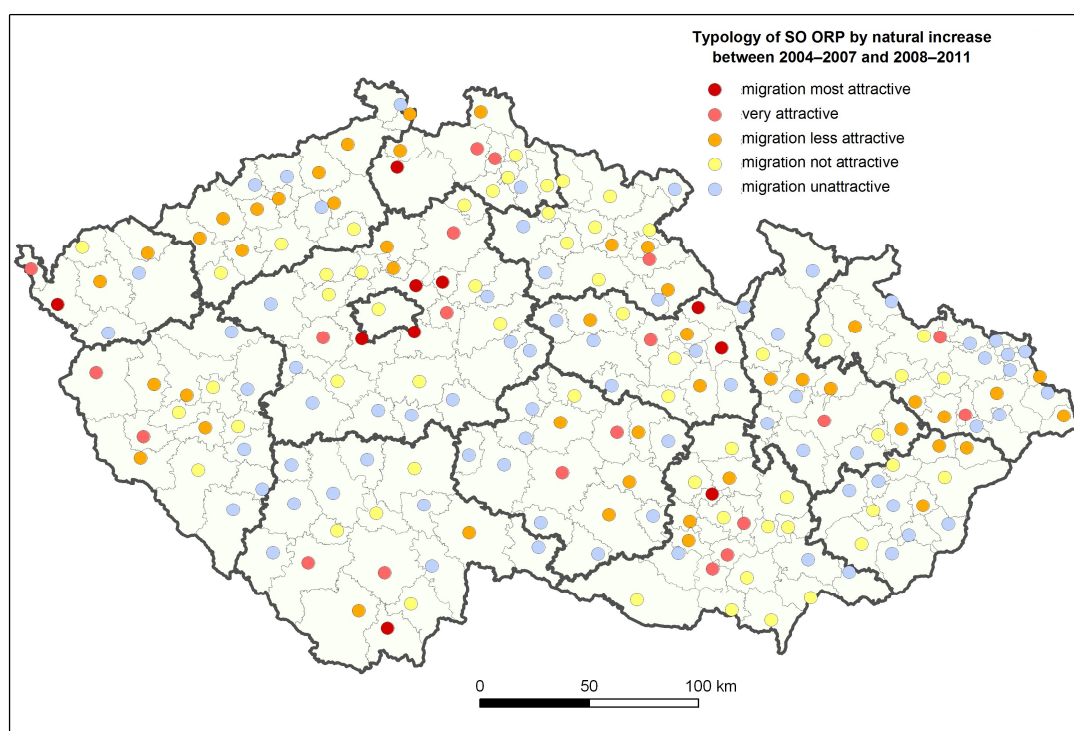 Typology of SO ORP by natural increase
between 2004–2007 and 2008–2011
migration most attractive
very attractive
migration less attractive
migration not attractive
migration unattractive
0 50 100 km